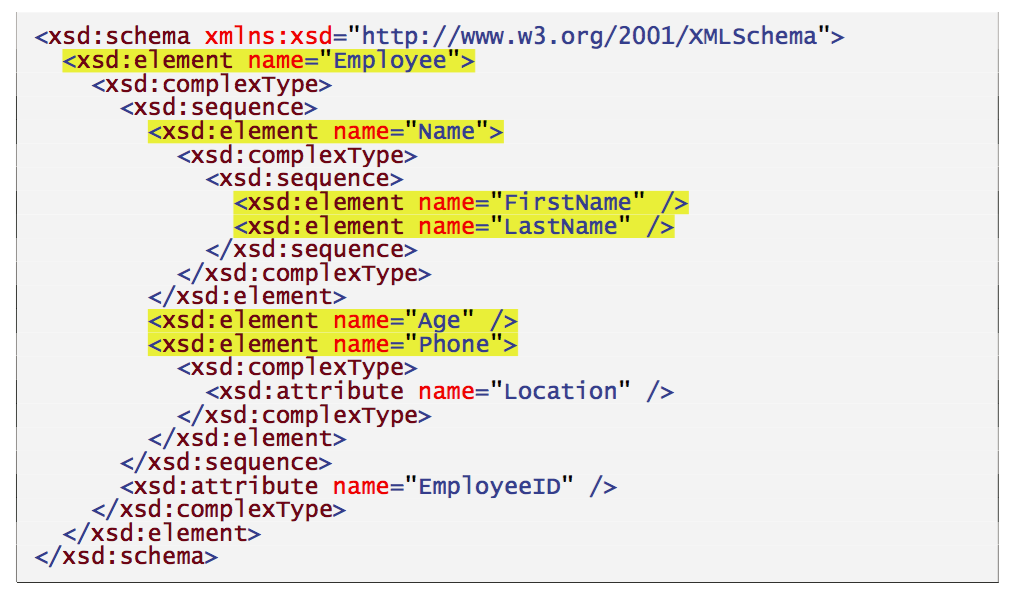 <xsd:schema xmlns:xsd="http://www.w3.org/2001/XMLSchema">
<xsd:element name="Employee">
<xsd:complexType>
<xsd:sequence>
<xsd:element name="Name">
<xsd:complexType>
<xsd:sequence>
<xsd:element name="FirstName" />
<xsd:element name="LastName" />
</xsd:sequence>
</xsd:complexType>
</xsd:element>
<xsd:element name="Age" />
<xsd:element name="Phone">
<xsd:complexType>
<xsd:attribute name="Location" />
</xsd:complexType>
</xsd:element>
</xsd:sequence>
<xsd:attribute name="EmployeeID" />
</xsd:complexType>
</xsd:element>
</xsd:schema>